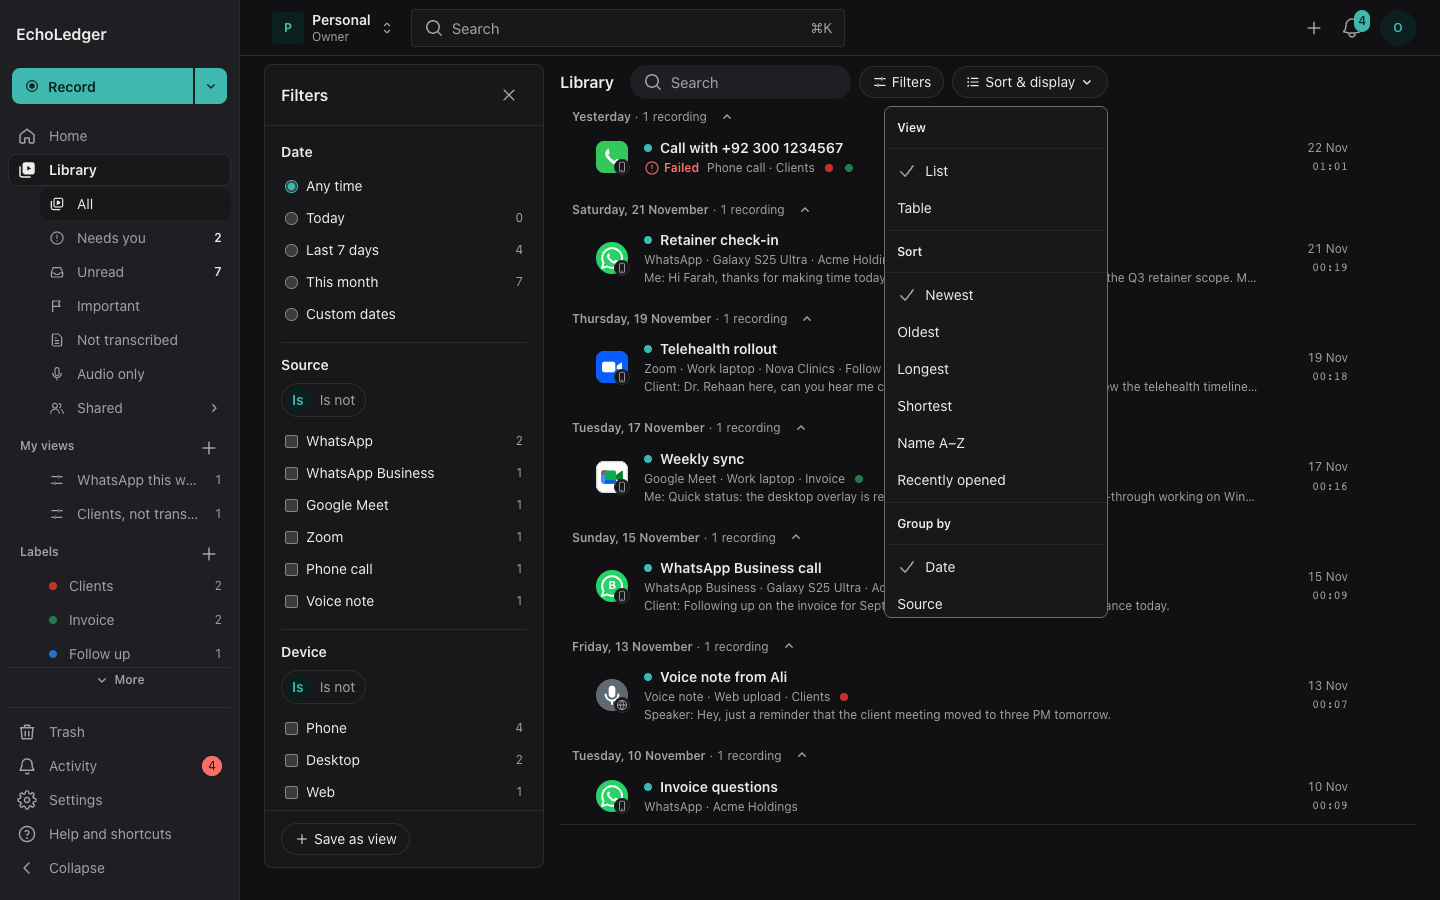 EchoLedger
Record
Home
Library
All
Needs you 2
Unread 7
Important
Not transcribed
Audio only
Shared
My views
WhatsApp this w... 1
Clients, not trans... 1
Labels
Clients 2
Invoice 2
Follow up 1
More
Trash
Activity 4
Settings
Help and shortcuts
Collapse
P
Personal
Owner
Search ⌘K
4
O
Filters
Date
Any time
Today 0
Last 7 days 4
This month 7
Custom dates
Source
Is Is not
WhatsApp 2
WhatsApp Business 1
Google Meet 1
Zoom 1
Phone call 1
Voice note 1
Device
Is Is not
Phone 4
Desktop 2
Web 1
Save as view
Library
Search
Filters
Sort & display
Yesterday · 1 recording
Call with +92 300 1234567
Failed Phone call · Clients
22 Nov
01:01
Saturday, 21 November · 1 recording
Retainer check-in
WhatsApp · Galaxy S25 Ultra · Acme Holdin
Me: Hi Farah, thanks for making time today the Q3 retainer scope. M...
21 Nov
00:19
Thursday, 19 November · 1 recording
Telehealth rollout
Zoom · Work laptop · Nova Clinics · Follow
Client: Dr. Rehaan here, can you hear me c ew the telehealth timeline...
19 Nov
00:18
Tuesday, 17 November · 1 recording
Weekly sync
Google Meet · Work laptop · Invoice
Me: Quick status: the desktop overlay is re -through working on Win...
17 Nov
00:16
Sunday, 15 November · 1 recording
B
WhatsApp Business call
WhatsApp Business · Galaxy S25 Ultra · Ac
Client: Following up on the invoice for Sept ance today.
15 Nov
00:09
Friday, 13 November · 1 recording
Voice note from Ali
Voice note · Web upload · Clients
Speaker: Hey, just a reminder that the client meeting moved to three PM tomorrow.
13 Nov
00:07
Tuesday, 10 November · 1 recording
Invoice questions
WhatsApp · Acme Holdings
10 Nov
00:09
View
List
Table
Sort
Newest
Oldest
Longest
Shortest
Name A–Z
Recently opened
Group by
Date
Source